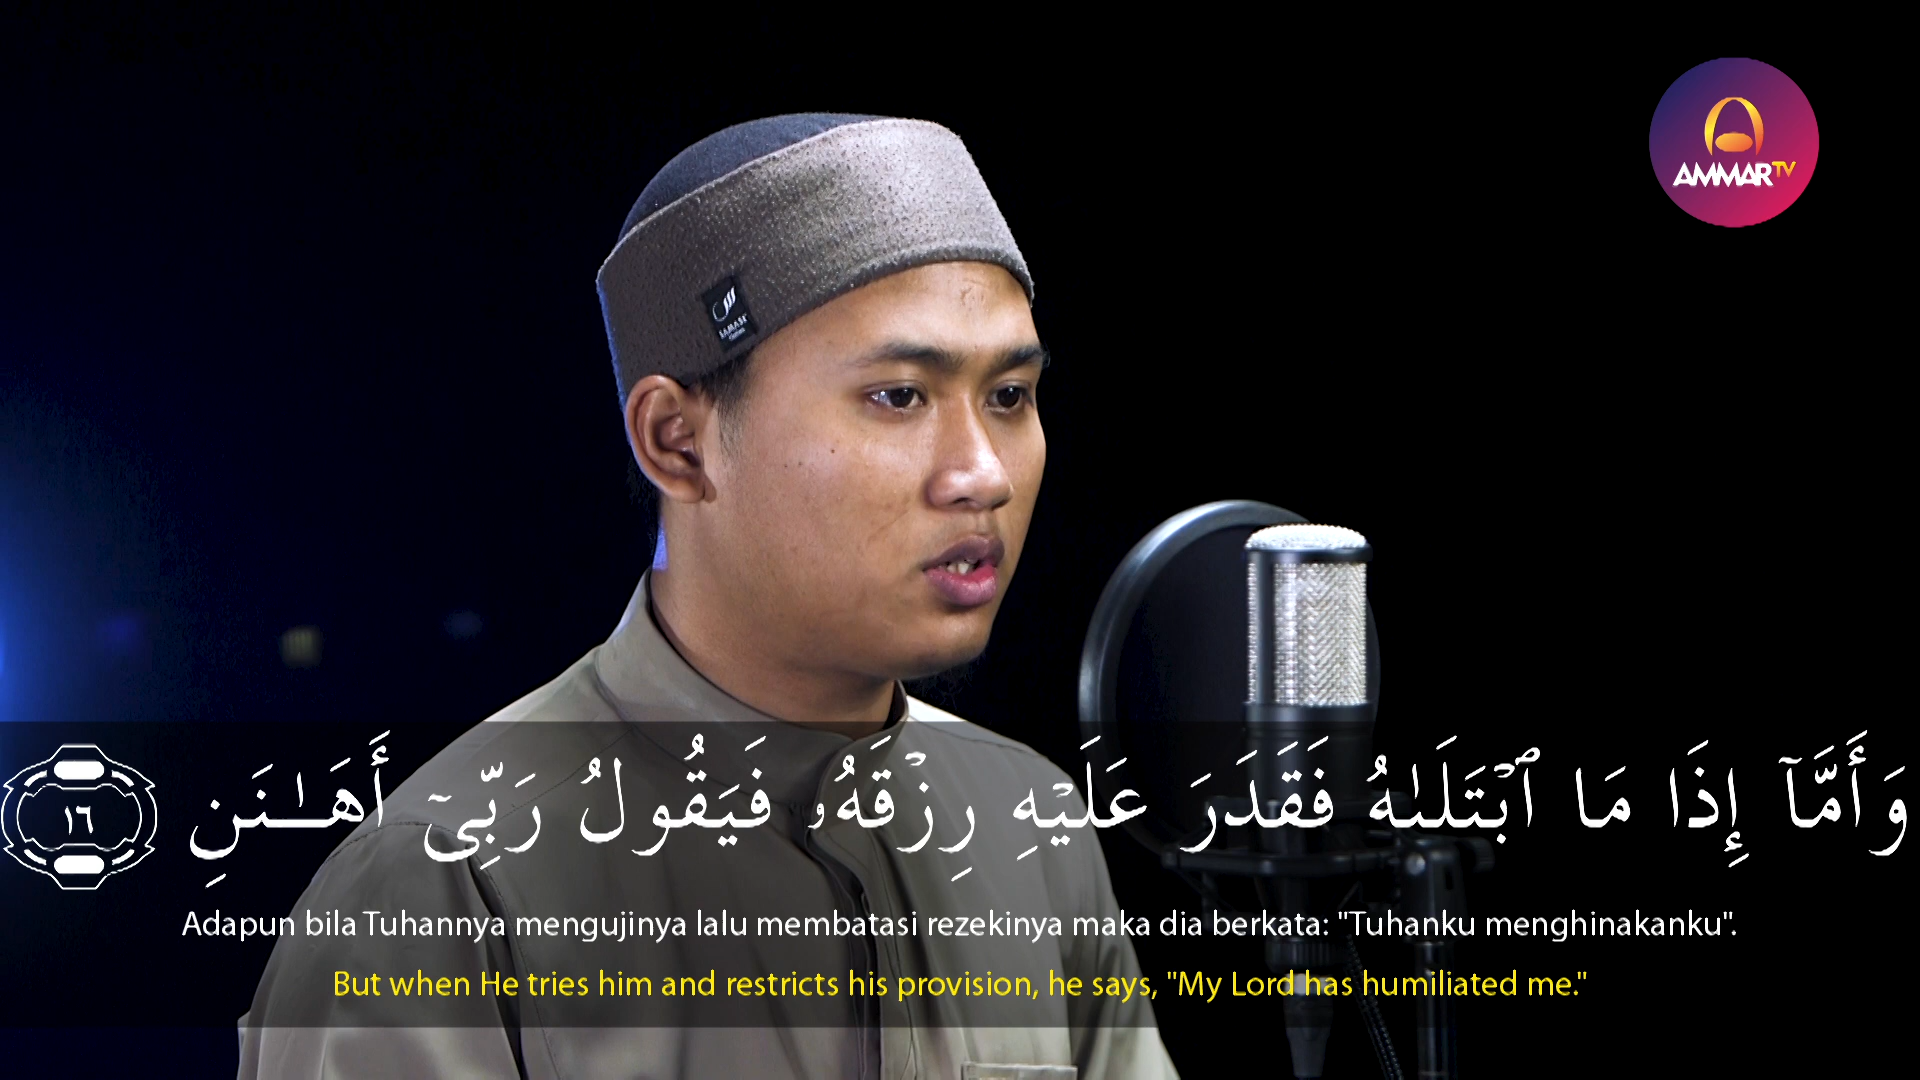 AMMARTV
SAMASE
وَأَمَّآ إِذَا مَا ٱبْتَلَىٰهُ فَقَدَرَ عَلَيْهِ رِزْقَهُۥ فَيَقُولُ رَبِّىٓ أَهَـٰنَنِ ١٦
Adapun bila Tuhannya mengujinya lalu membatasi rezekinya maka dia berkata: "Tuhanku menghinakanku".
But when He tries him and restricts his provision, he says, "My Lord has humiliated me."